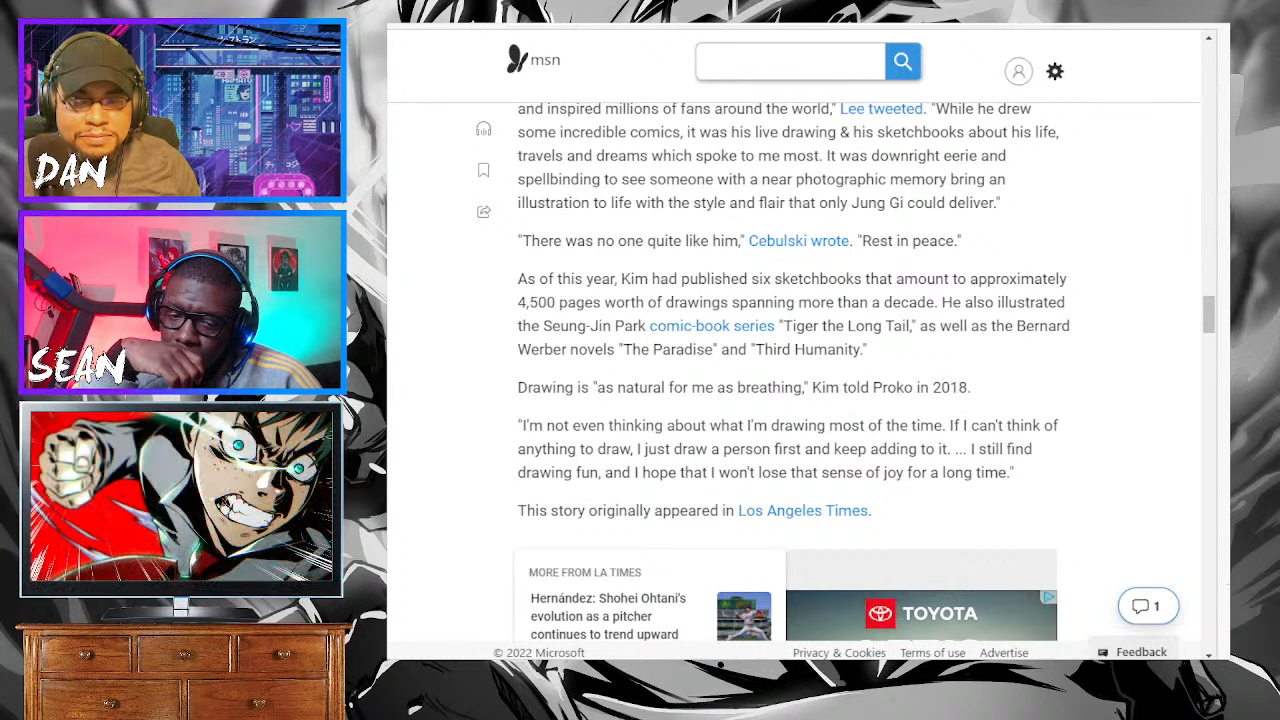 DAN
SEAN
msn
and inspired millions of fans around the world," Lee tweeted. "While he drew
some incredible comics, it was his live drawing & his sketchbooks about his life,
travels and dreams which spoke to me most. It was downright eerie and
spellbinding to see someone with a near photographic memory bring an
illustration to life with the style and flair that only Jung Gi could deliver."
"There was no one quite like him," Cebulski wrote. "Rest in peace."
As of this year, Kim had published six sketchbooks that amount to approximately
4,500 pages worth of drawings spanning more than a decade. He also illustrated
the Seung-Jin Park comic-book series "Tiger the Long Tail," as well as the Bernard
Werber novels "The Paradise" and "Third Humanity."
Drawing is "as natural for me as breathing," Kim told Proko in 2018.
"I'm not even thinking about what I'm drawing most of the time. If I can't think of
anything to draw, I just draw a person first and keep adding to it. ... I still find
drawing fun, and I hope that I won't lose that sense of joy for a long time."
This story originally appeared in Los Angeles Times.
MORE FROM LA TIMES
Hernández: Shohei Ohtani's
evolution as a pitcher
continues to trend upward
TOYOTA
1
© 2022 Microsoft
Privacy & Cookies
Terms of use
Advertise
Feedback